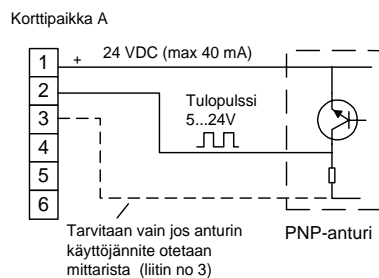 Korttipaikka A
24 VDC (max 40 mA)
1
+
2
3
4
5
6
Tulopulssi
5...24V
PNP-anturi
Tarvitaan vain jos anturin
käyttöjännite otetaan
mittarista (liitin no 3)